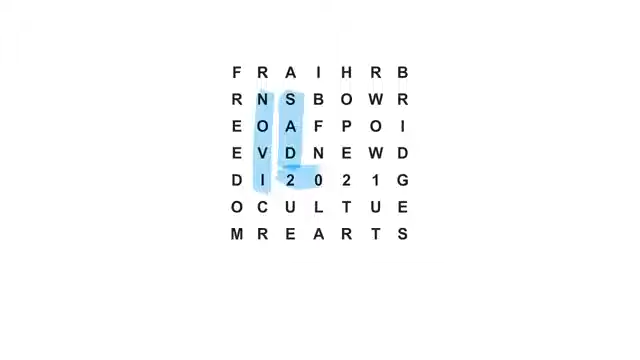 F R A I H R B
R N S B O W R
E O A F P O I
E V D N E W D
D I 2 0 2 1 G
O C U L T U E
M R E A R T S